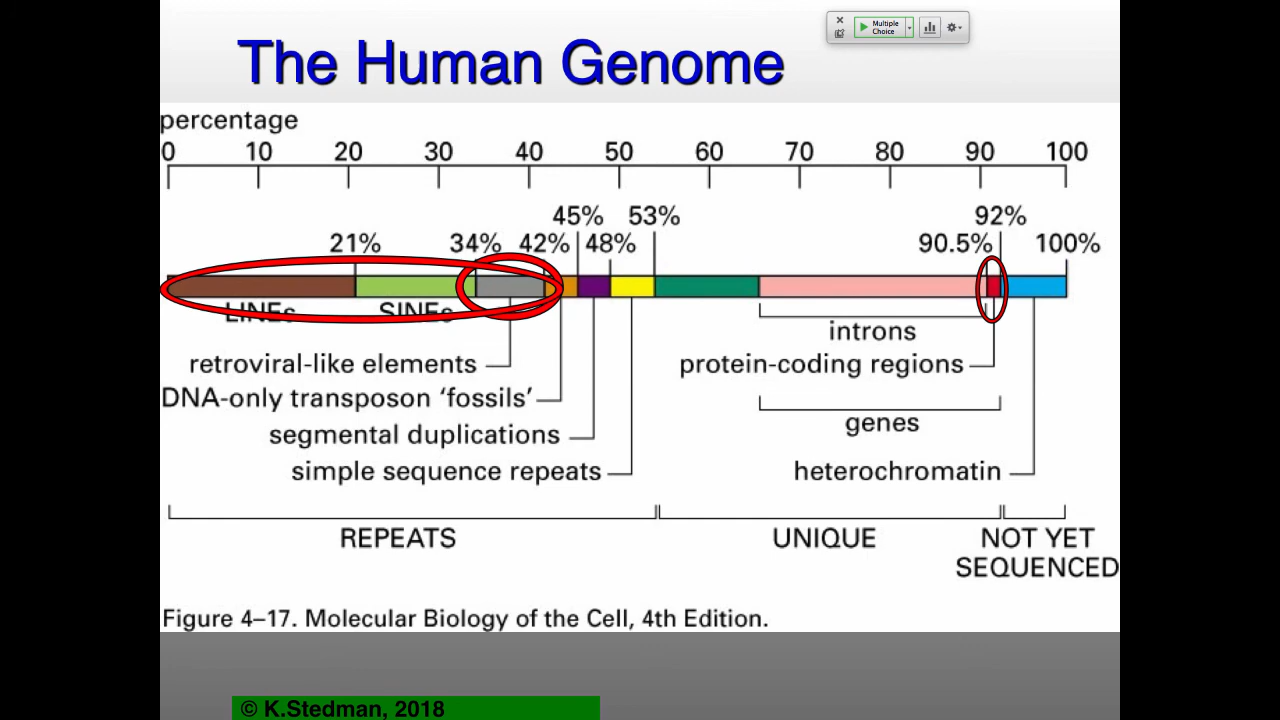 Multiple
Choice
The Human Genome
percentage
0 10 20 30 40 50 60 70 80 90 100
45% 53% 92%
21% 34% 42% 48% 90.5% 100%
LINEs SINEs
introns
retroviral-like elements protein-coding regions
DNA-only transposon ‘fossils’
genes
segmental duplications
simple sequence repeats heterochromatin
REPEATS UNIQUE NOT YET
SEQUENCED
Figure 4–17. Molecular Biology of the Cell, 4th Edition.
© K.Stedman, 2018